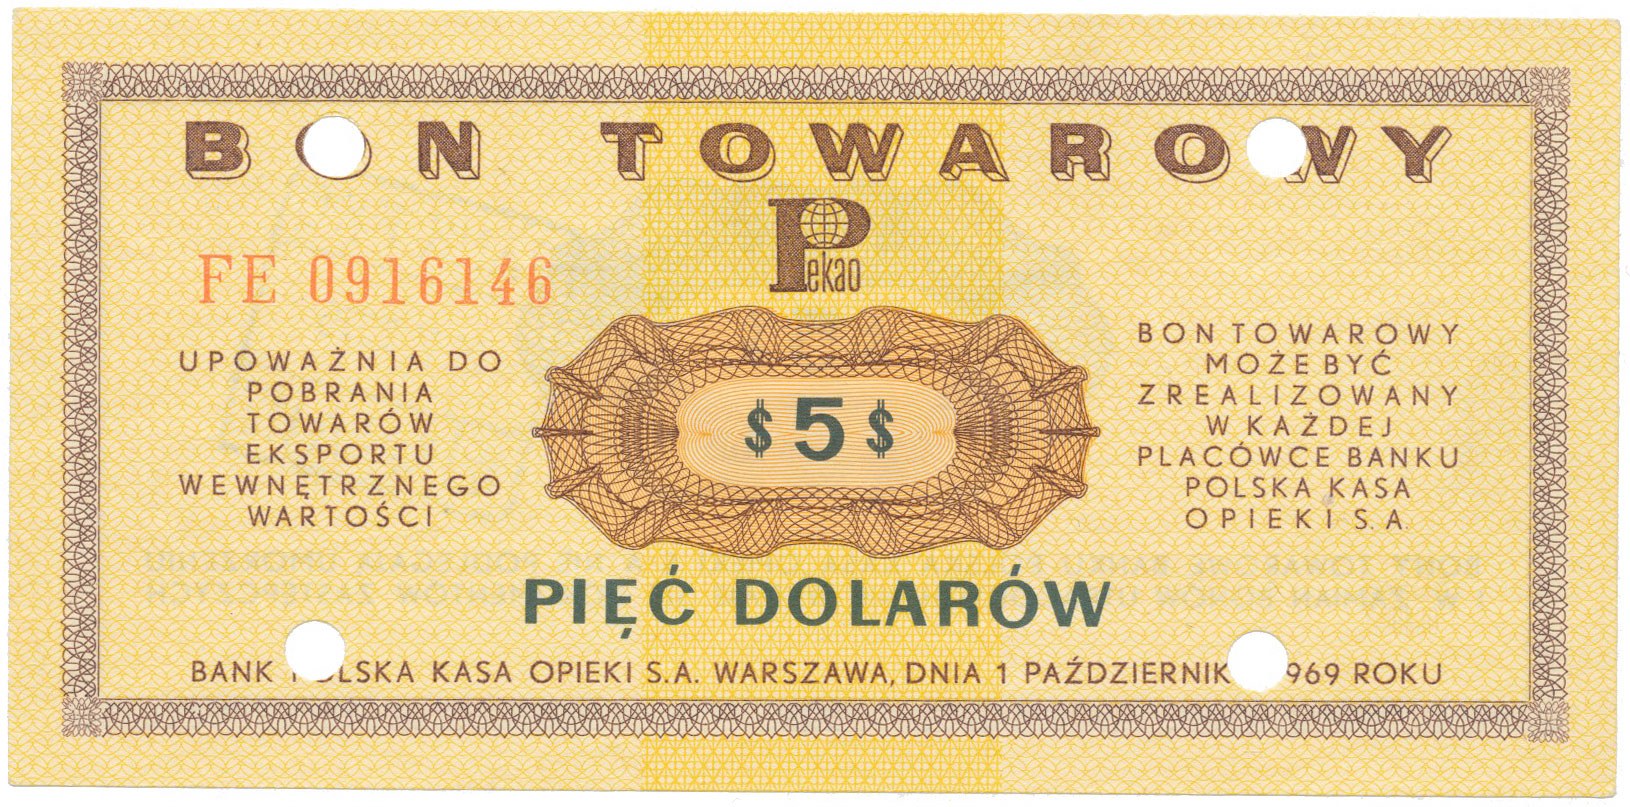 BON TOWAROWY
Pekao
FE 0916146
UPOWAŻNIA DO
POBRANIA
TOWARÓW
EKSPORTU
WEWNĘTRZNEGO
WARTOŚCI
$5$
BON TOWAROWY
MOŻE BYĆ
ZREALIZOWANY
W KAŻDEJ
PLACÓWCE BANKU
POLSKA KASA
OPIEKI S.A.
PIĘĆ DOLARÓW
BANK POLSKA KASA OPIEKI S.A. WARSZAWA, DNIA 1 PAŹDZIERNIKA 1969 ROKU